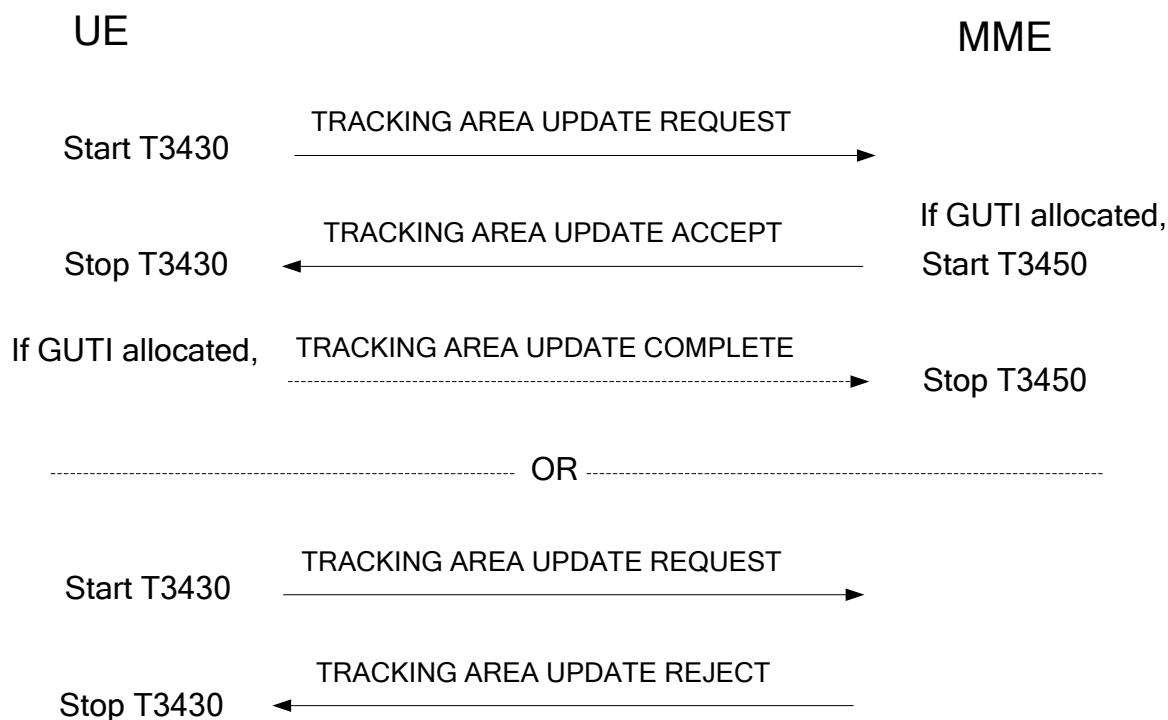 UE
MME
TRACKING AREA UPDATE REQUEST
Start T3430
If GUTI allocated,
TRACKING AREA UPDATE ACCEPT
Stop T3430
Start T3450
If GUTI allocated,
TRACKING AREA UPDATE COMPLETE
Stop T3450
OR
TRACKING AREA UPDATE REQUEST
Start T3430
TRACKING AREA UPDATE REJECT
Stop T3430